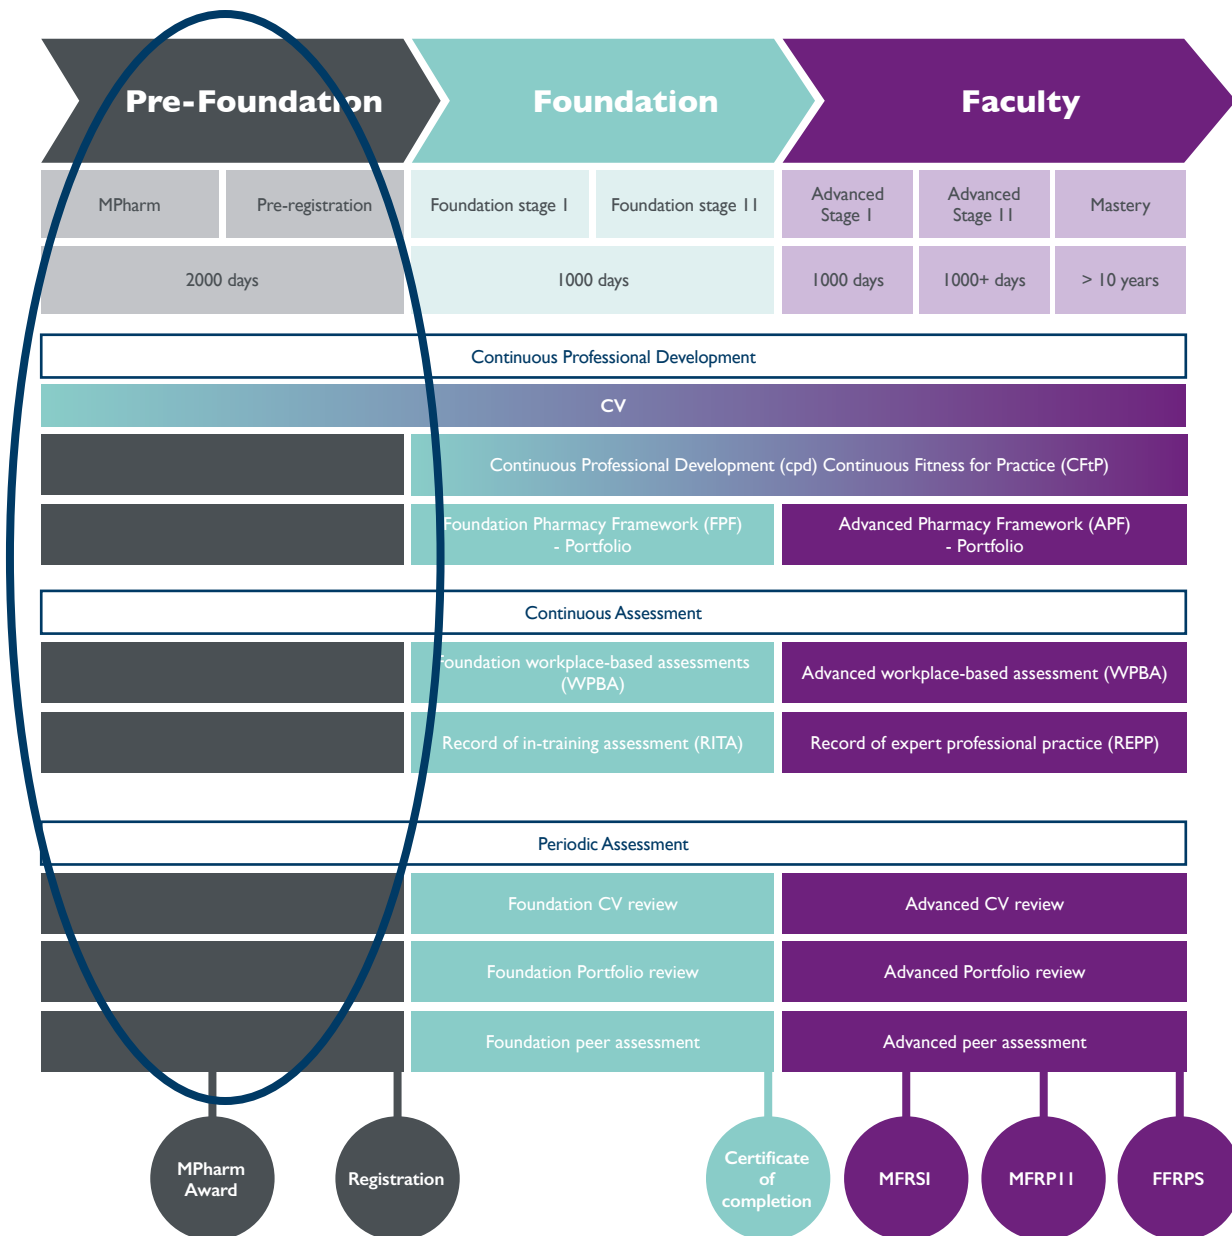 Pre-Foundation
Foundation
Faculty
MPharm
Pre-registration
Foundation stage I
Foundation stage II
Advanced
Stage I
Advanced
Stage II
Mastery
2000 days
1000 days
1000 days
1000+ days
> 10 years
Continuous Professional Development
CV
Continuous Professional Development (cpd) Continuous Fitness for Practice (CFtP)
Foundation Pharmacy Framework (FPF)
- Portfolio
Advanced Pharmacy Framework (APF)
- Portfolio
Continuous Assessment
Foundation workplace-based assessments
(WPBA)
Advanced workplace-based assessment (WPBA)
Record of in-training assessment (RITA)
Record of expert professional practice (REPP)
Periodic Assessment
Foundation CV review
Advanced CV review
Foundation Portfolio review
Advanced Portfolio review
Foundation peer assessment
Advanced peer assessment
MPharm
Award
Registration
Certificate
of
completion
MFRSI
MFRP11
FFRPS